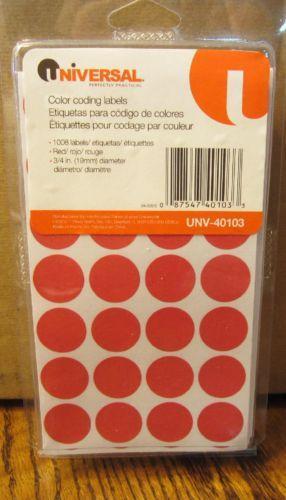 UNIVERSAL
PERFECTLY PRACTICAL
Color coding labels
Etiquetas para código de colores
Étiquettes pour codage par couleur
• 1008 labels/ etiquetas/ étiquettes
• Red/ rojo/ rouge
• 3/4 in. (19mm) diameter
diámetro/ diamètre
0 87547 40103 3
UNV-40103